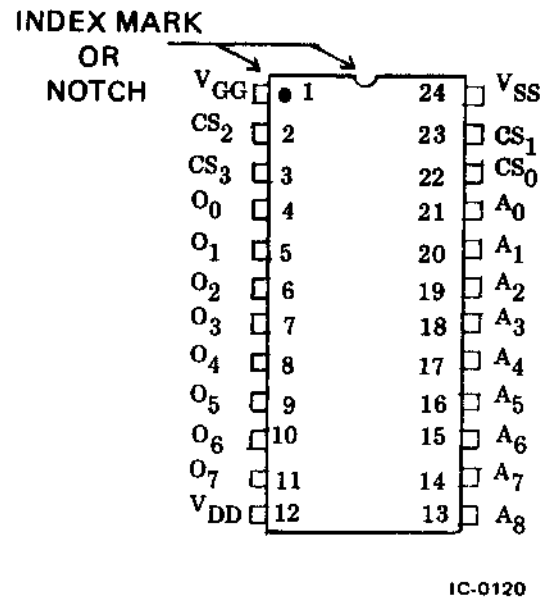 INDEX MARK
OR
NOTCH
VGG 1 24 VSS
CS2 2 23 CS1
CS3 3 22 CS0
O0 4 21 A0
O1 5 20 A1
O2 6 19 A2
O3 7 18 A3
O4 8 17 A4
O5 9 16 A5
O6 10 15 A6
O7 11 14 A7
VDD 12 13 A8
IC-0120